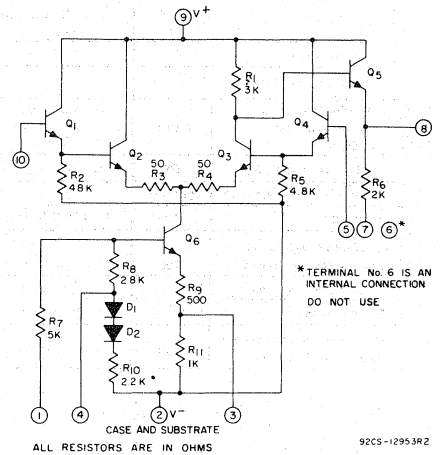 9 V+
R1
3K
Q5
Q1
Q2
Q3
Q4
10
8
50
R3
50
R4
R2
4.8K
R5
4.8K
R6
2K
5
7
6 *
Q6
* TERMINAL No. 6 IS AN
INTERNAL CONNECTION
DO NOT USE
R8
2.8K
R9
500
R7
5K
D1
D2
R10
2.2K
R11
1K
1
4
2 V-
3
CASE AND SUBSTRATE
ALL RESISTORS ARE IN OHMS
92CS-12953R2